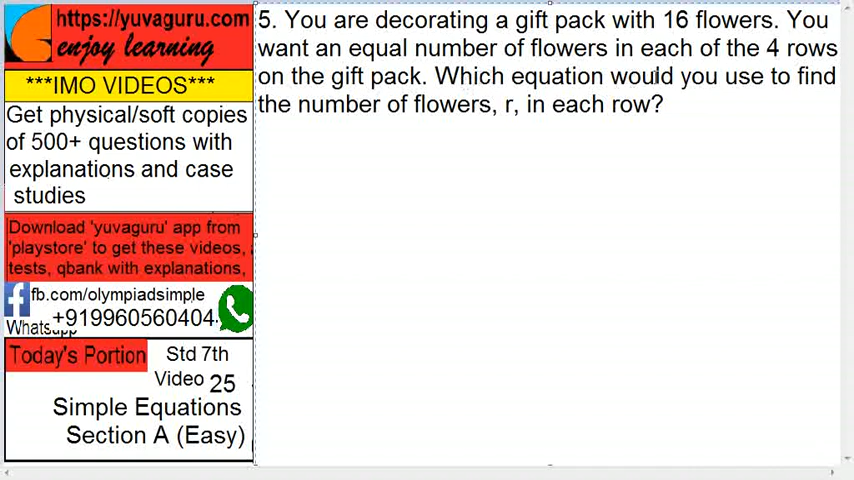 https://yuvaguru.com
enjoy learning
***IMO VIDEOS***
Get physical/soft copies
of 500+ questions with
explanations and case
studies
Download 'yuvaguru' app from
'playstore' to get these videos,
tests, qbank with explanations,
fb.com/olympiadsimple
+919960560404
Whatsapp
Today's Portion
Std 7th
Video 25
Simple Equations
Section A (Easy)
5. You are decorating a gift pack with 16 flowers. You
want an equal number of flowers in each of the 4 rows
on the gift pack. Which equation would you use to find
the number of flowers, r, in each row?